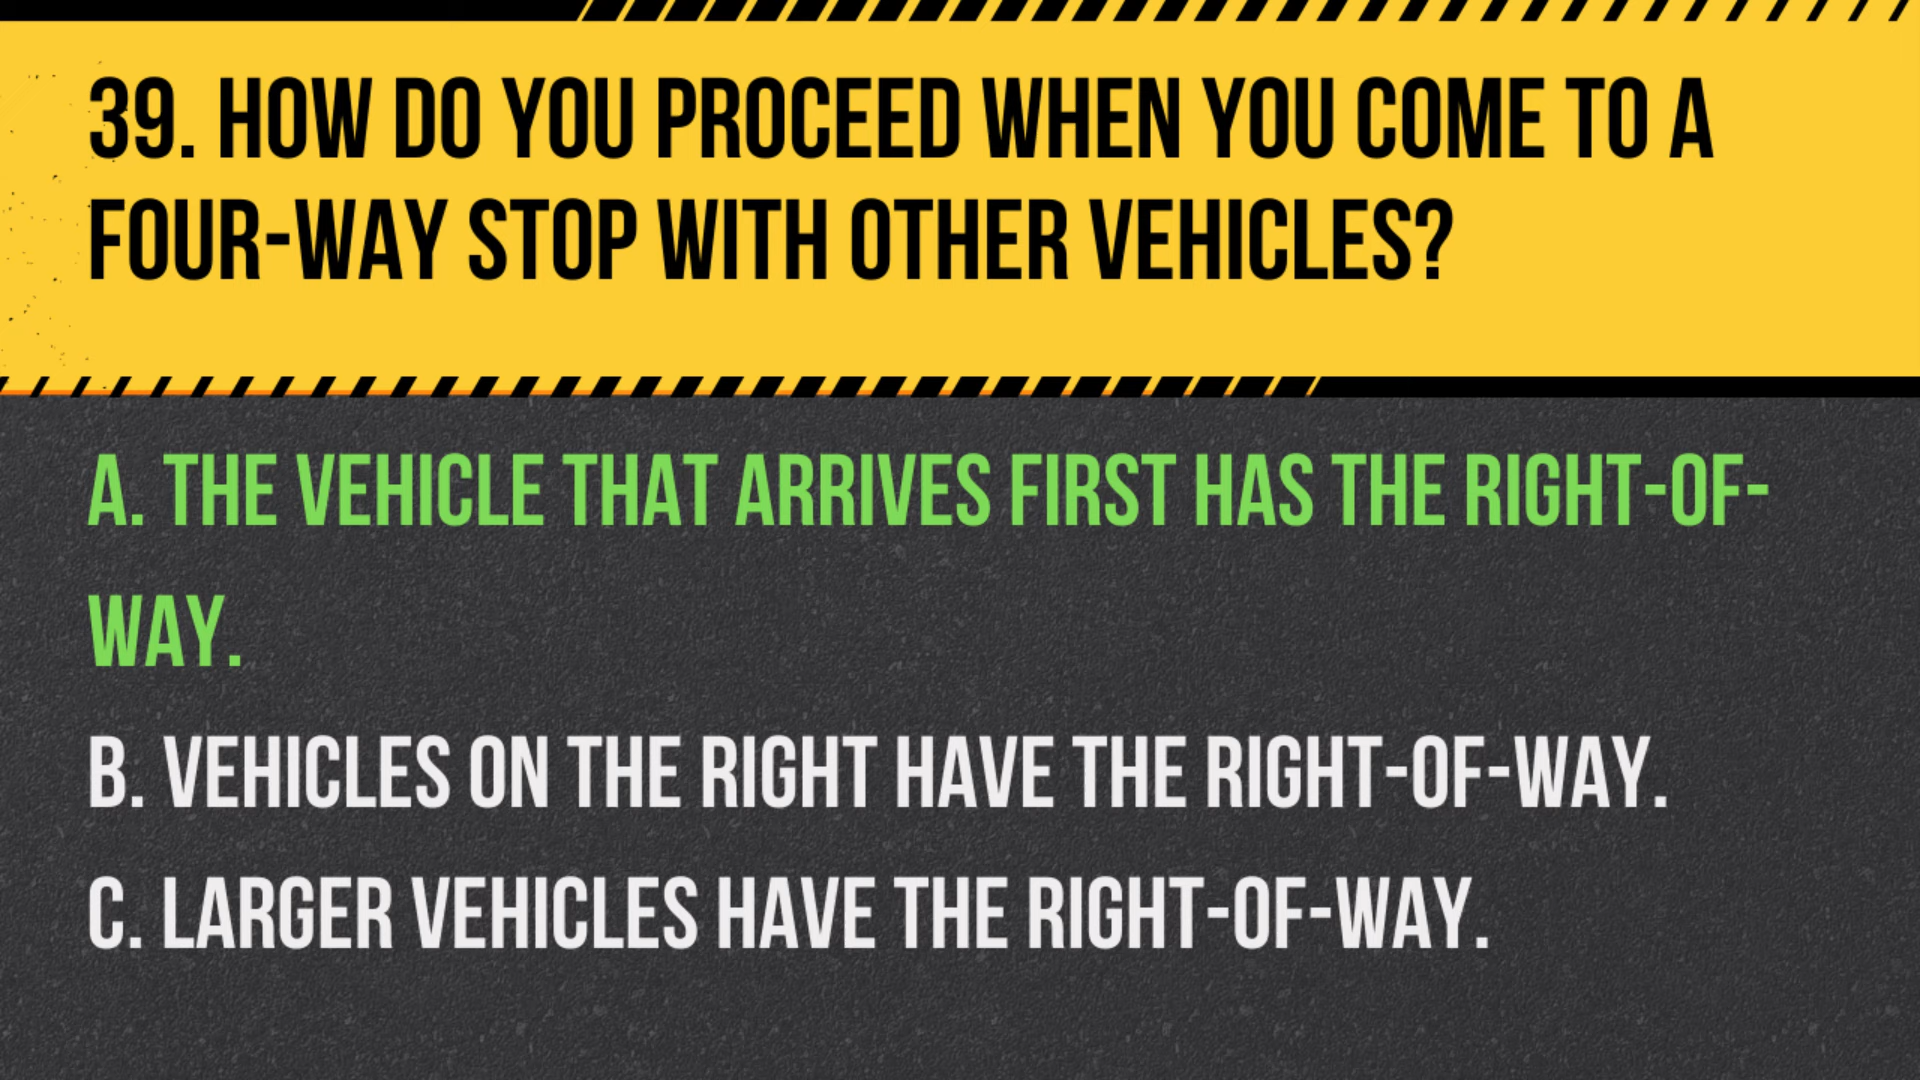 39. HOW DO YOU PROCEED WHEN YOU COME TO A
FOUR-WAY STOP WITH OTHER VEHICLES?
A. THE VEHICLE THAT ARRIVES FIRST HAS THE RIGHT-OF-
WAY.
B. VEHICLES ON THE RIGHT HAVE THE RIGHT-OF-WAY.
C. LARGER VEHICLES HAVE THE RIGHT-OF-WAY.